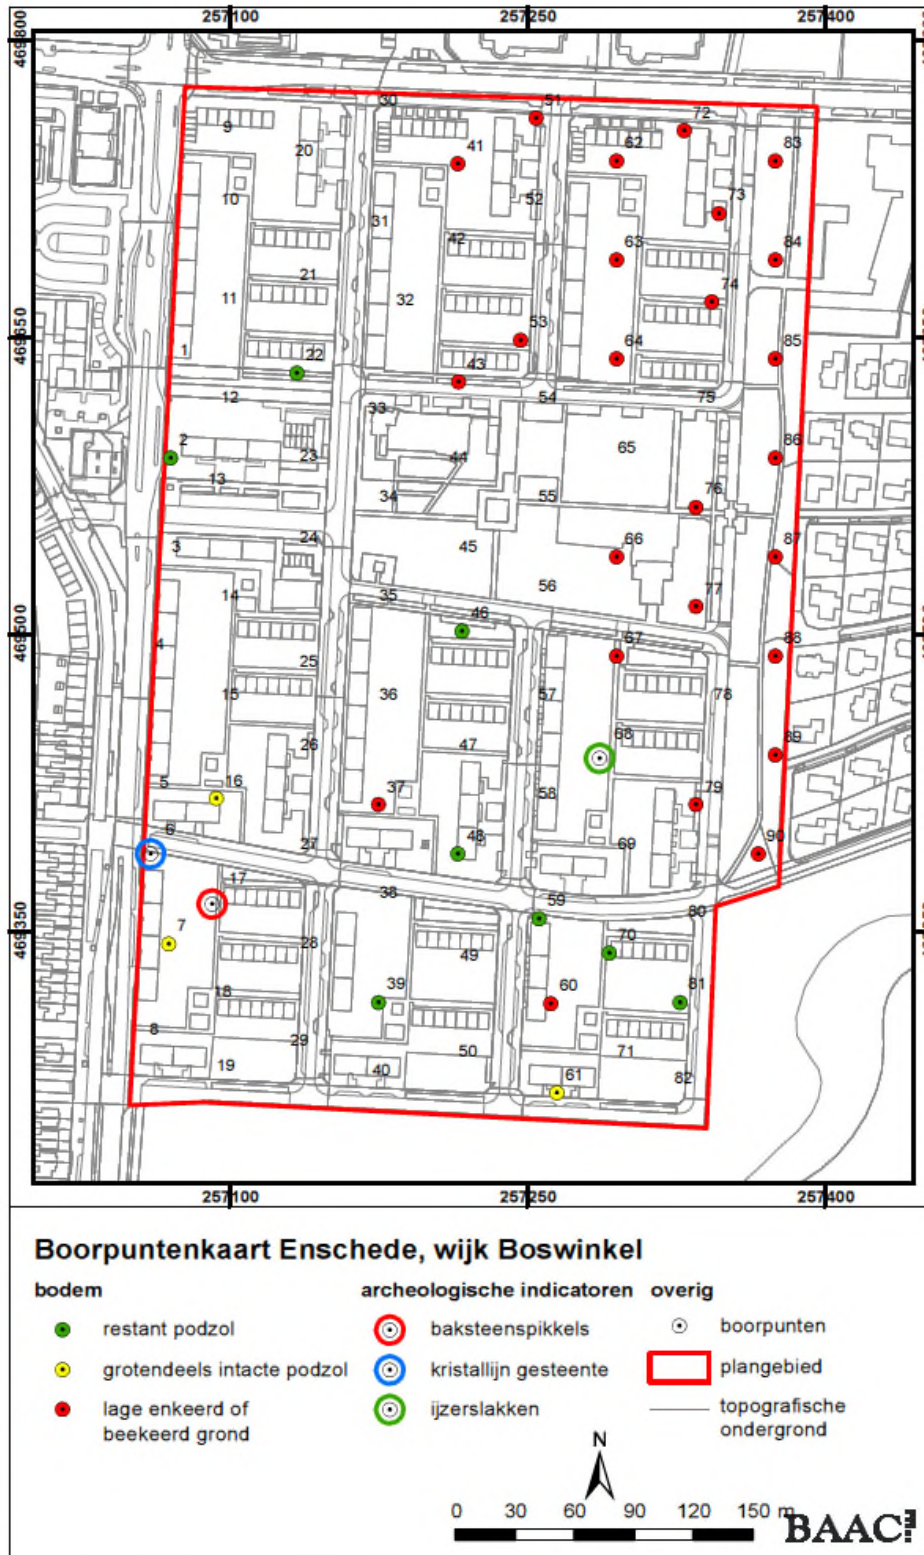 257100 257250 257400
469800
9 30 51 72
20 41 62 83
10 31 52 73
21 42 63 84
11 32 53 74
469650
1 22 43 64 85
12 33 54 75
2 23 44 65 86
13 34 55 76
3 24 45 66 87
14 35 56 77
469500
4 25 46 67 88
15 36 57 78
26 47 68 89
5 16 37 58 79
6 27 48 69 90
17 38 59 80
469350
7 28 49 70
18 39 60 81
8 29 50 71
19 40 61 82
257100 257250 257400
Boorpuntenkaart Enschede, wijk Boswinkel
bodem
restant podzol
grotendeels intacte podzol
lage enkeerd of
beekeerd grond
archeologische indicatoren
baksteenspikkels
kristallijn gesteente
ijzerslakken
overig
boorpunten
plangebied
topografische
ondergrond
N
0 30 60 90 120 150 m
BAAC